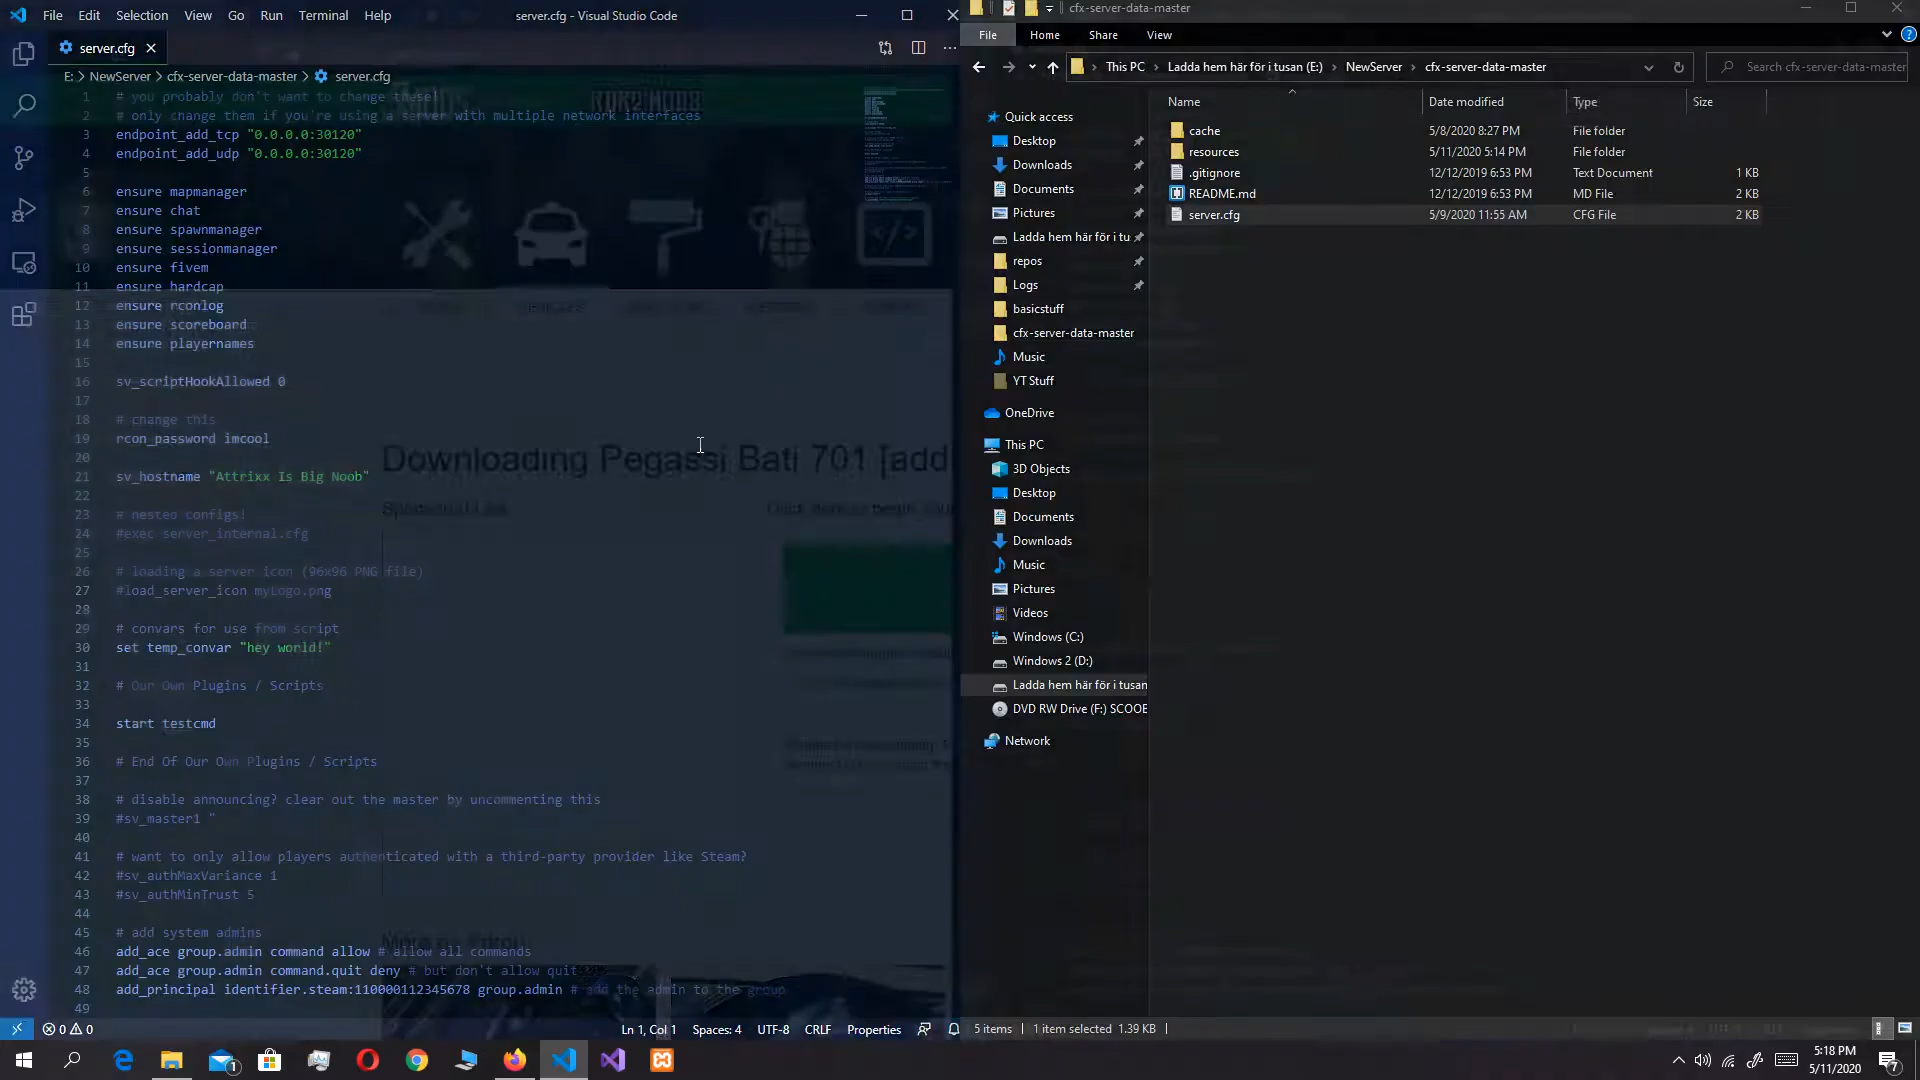 File Edit Selection View Go Run Terminal Help
server.cfg - Visual Studio Code
server.cfg
E: > NewServer > cfx-server-data-master > server.cfg
1 # you probably don't want to change these!
2 # only change them if you're using a server with multiple network interfaces
3 endpoint_add_tcp "0.0.0.0:30120"
4 endpoint_add_udp "0.0.0.0:30120"
5
6 ensure mapmanager
7 ensure chat
8 ensure spawnmanager
9 ensure sessionmanager
10 ensure fivem
11 ensure hardcap
12 ensure rconlog
13 ensure scoreboard
14 ensure playernames
15
16 sv_scriptHookAllowed 0
17
18 # change this
19 rcon_password imcool
20
21 sv_hostname "Attrixx Is Big Noob"
22
23 # nested configs!
24 #exec server_internal.cfg
25
26 # loading a server icon (96x96 PNG file)
27 #load_server_icon myLogo.png
28
29 # convars for use from script
30 set temp_convar "hey world!"
31
32 # Our Own Plugins / Scripts
33
34 start testcmd
35
36 # End Of Our Own Plugins / Scripts
37
38 # disable announcing? clear out the master by uncommenting this
39 #sv_master1 "
40
41 # want to only allow players authenticated with a third-party provider like Steam?
42 #sv_authMaxVariance 1
43 #sv_authMinTrust 5
44
45 # add system admins
46 add_ace group.admin command allow # allow all commands
47 add_ace group.admin command.quit deny # but don't allow quit
48 add_principal identifier.steam:110000112345678 group.admin # add the admin to the group
49
Downloading Pegassi Bati 701 [add
0 0
Ln 1, Col 1 Spaces: 4 UTF-8 CRLF Properties
cfx-server-data-master
File Home Share View
This PC > Ladda hem här för i tusan (E:) > NewServer > cfx-server-data-master
Search cfx-server-data-master
Name Date modified Type Size
cache 5/8/2020 8:27 PM File folder
resources 5/11/2020 5:14 PM File folder
.gitignore 12/12/2019 6:53 PM Text Document 1 KB
README.md 12/12/2019 6:53 PM MD File 2 KB
server.cfg 5/9/2020 11:55 AM CFG File 2 KB
Quick access
Desktop
Downloads
Documents
Pictures
Ladda hem här för i tu
repos
Logs
basicstuff
cfx-server-data-master
Music
YT Stuff
OneDrive
This PC
3D Objects
Desktop
Documents
Downloads
Music
Pictures
Videos
Windows (C:)
Windows 2 (D:)
Ladda hem här för i tusan
DVD RW Drive (F:) SCOOB
Network
5 items 1 item selected 1.39 KB
1
5:18 PM
5/11/2020
7